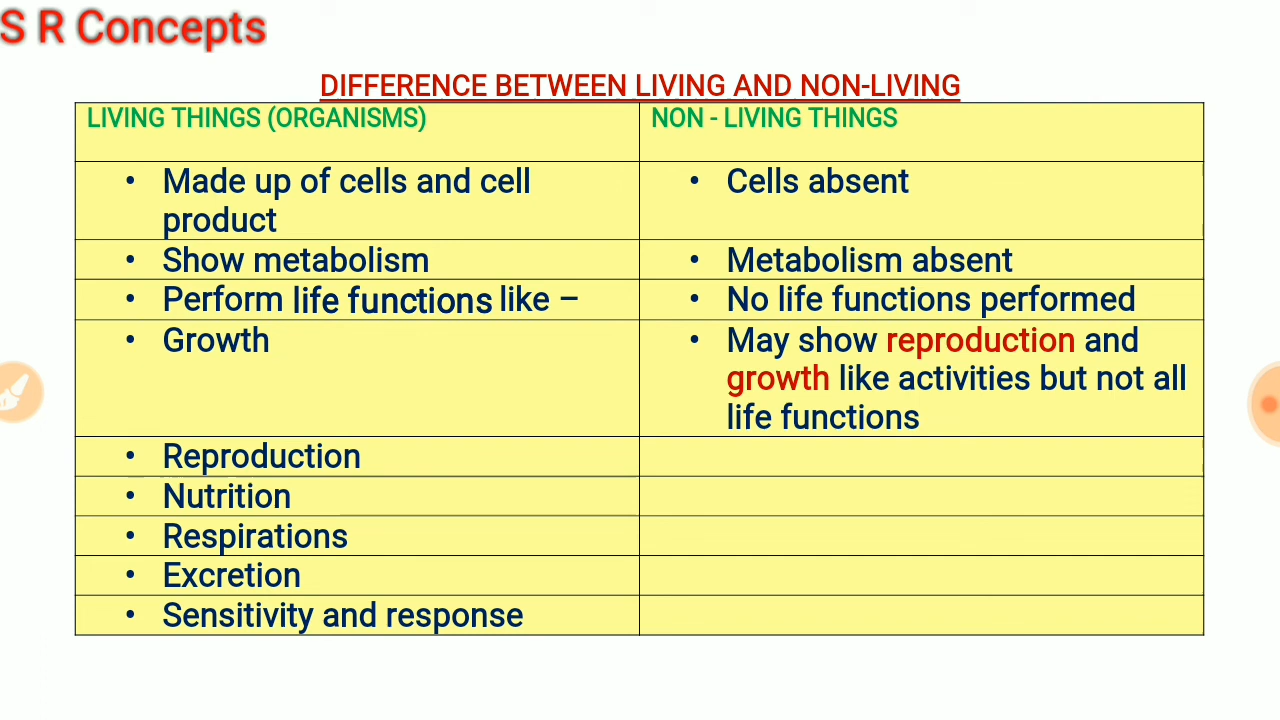 S R Concepts
DIFFERENCE BETWEEN LIVING AND NON-LIVING
LIVING THINGS (ORGANISMS)
NON - LIVING THINGS
• Made up of cells and cell
product
• Cells absent
• Show metabolism
• Metabolism absent
• Perform life functions like –
• No life functions performed
• Growth
• May show reproduction and
growth like activities but not all
life functions
• Reproduction
• Nutrition
• Respirations
• Excretion
• Sensitivity and response